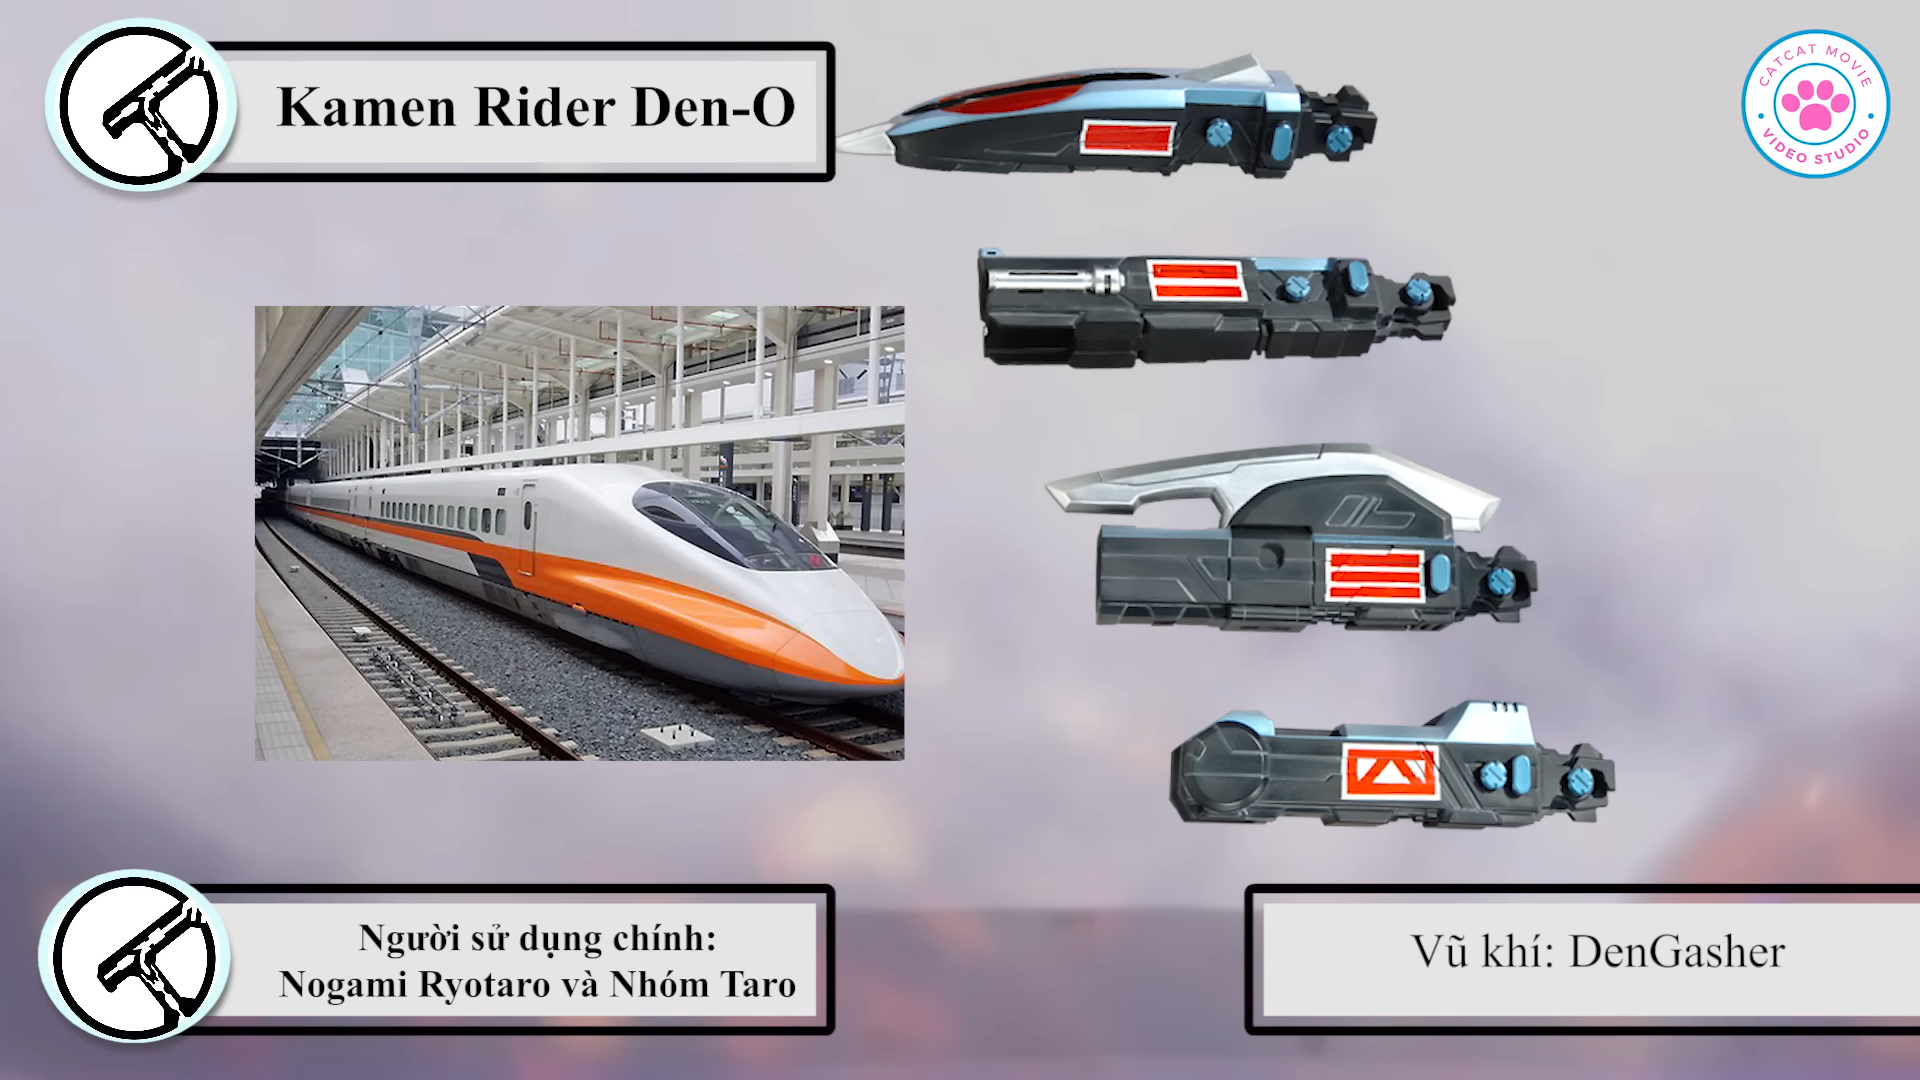 Kamen Rider Den-O
CATCAT MOVIE
VIDEO STUDIO
Người sử dụng chính:
Nogami Ryotaro và Nhóm Taro
Vũ khí: DenGasher